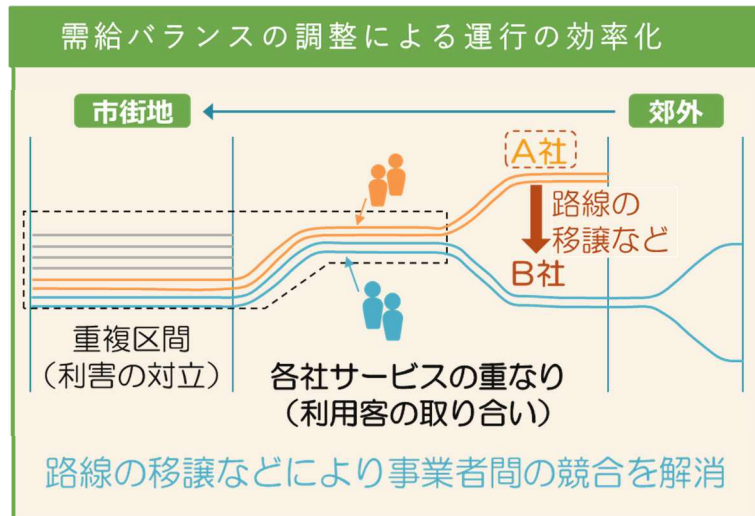 需給バランスの調整による運行の効率化
市街地
郊外
A社
路線の
移譲など
B社
重複区間
（利害の対立）
各社サービスの重なり
（利用客の取り合い）
路線の移譲などにより事業者間の競合を解消